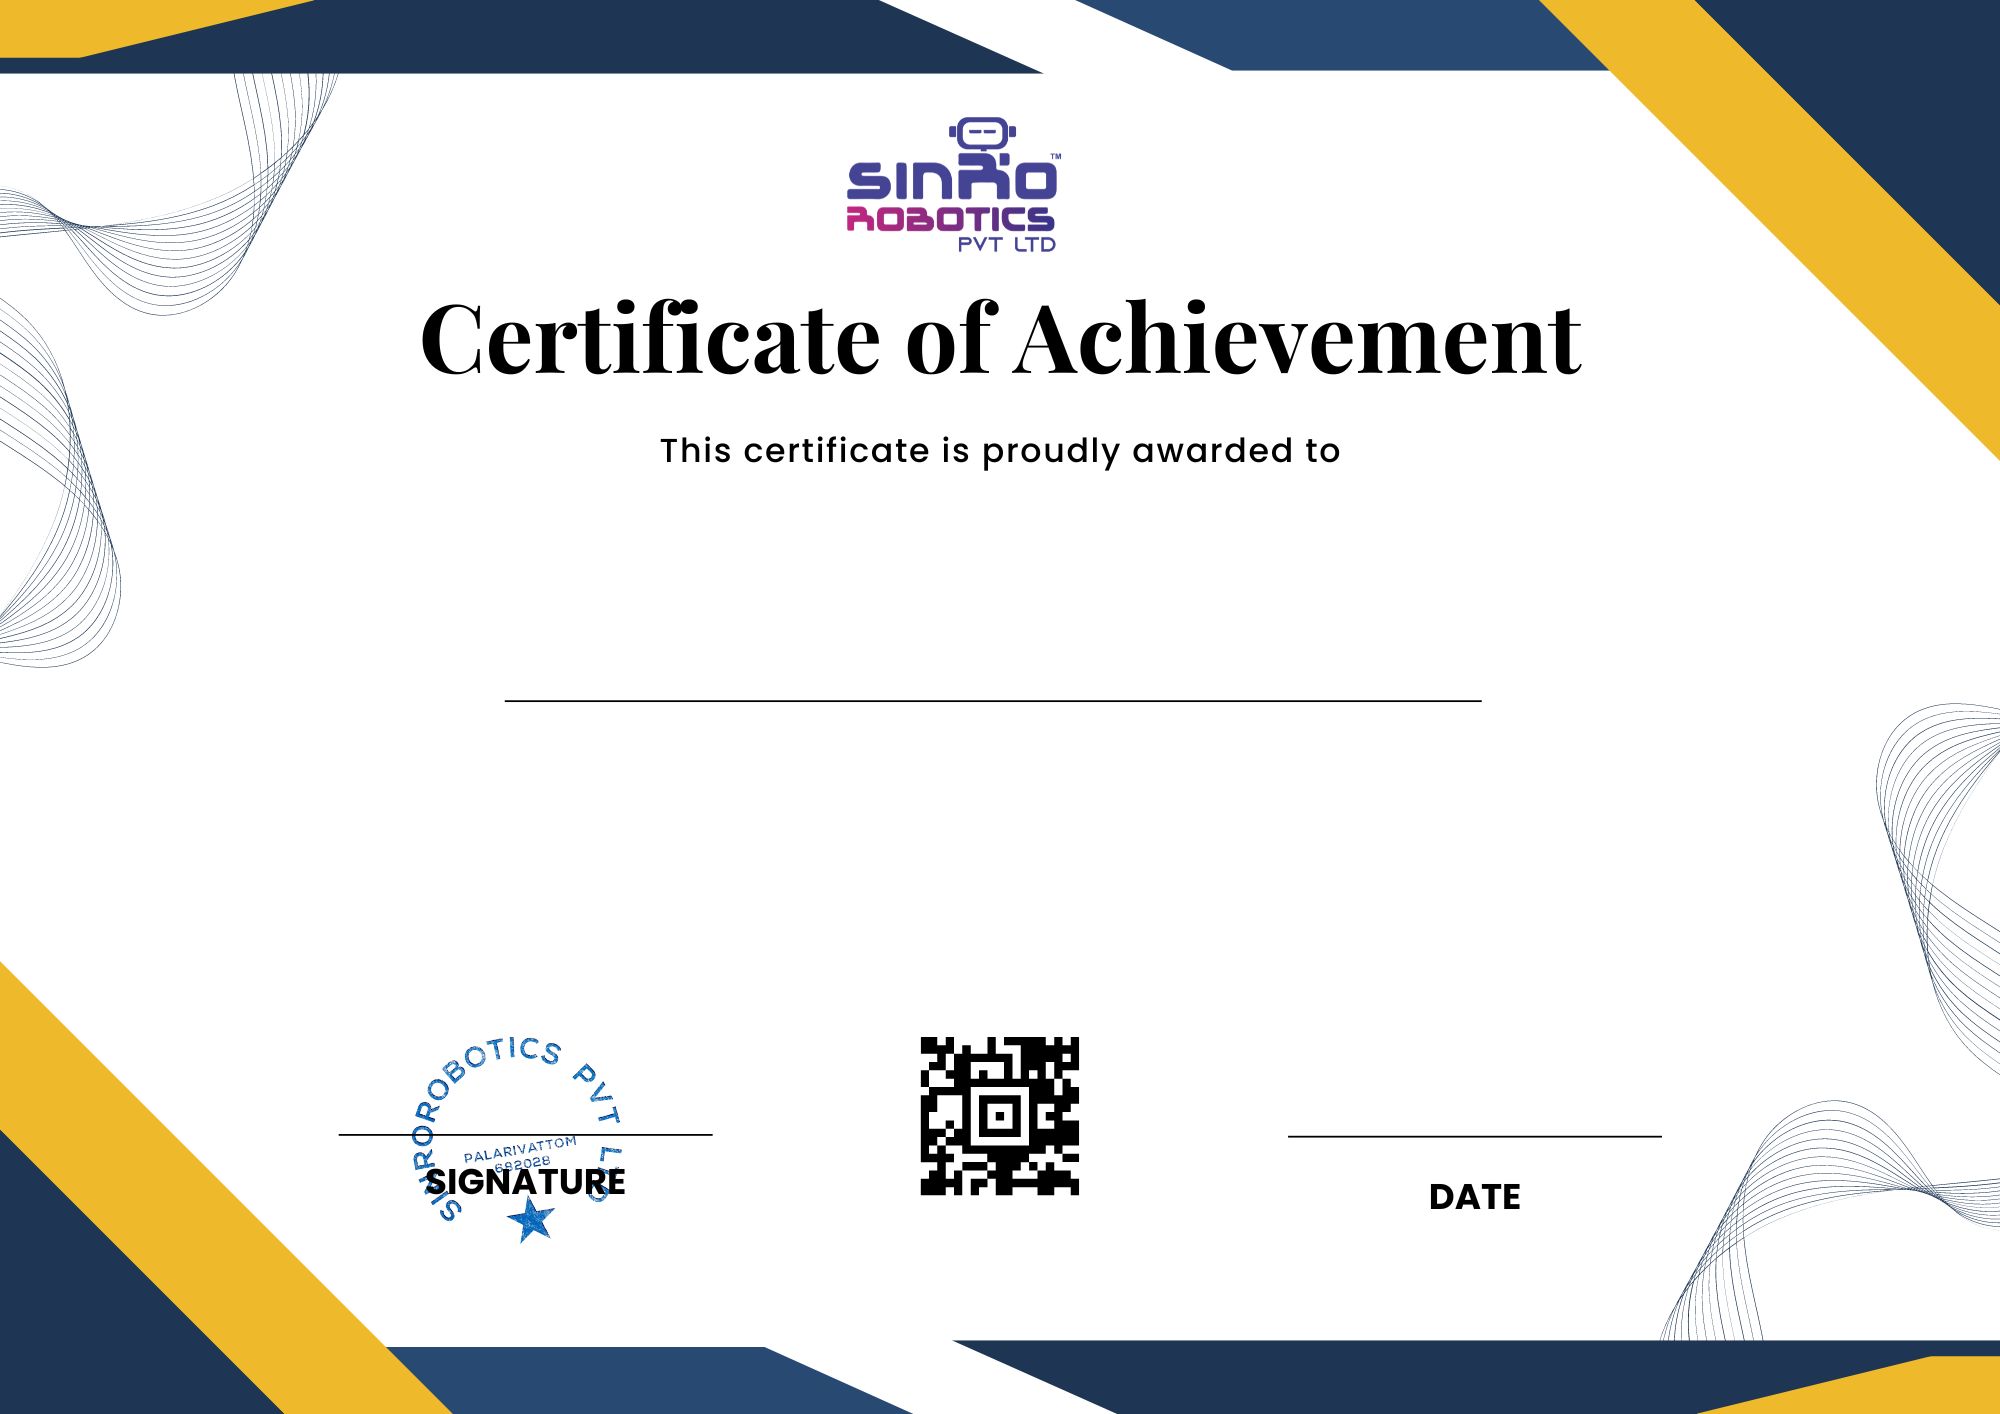 SINRO™
ROBOTICS
PVT LTD
Certificate of Achievement
This certificate is proudly awarded to
SINROROBOTICS PVT LTD
PALARIVATTOM
682028
SIGNATURE
DATE